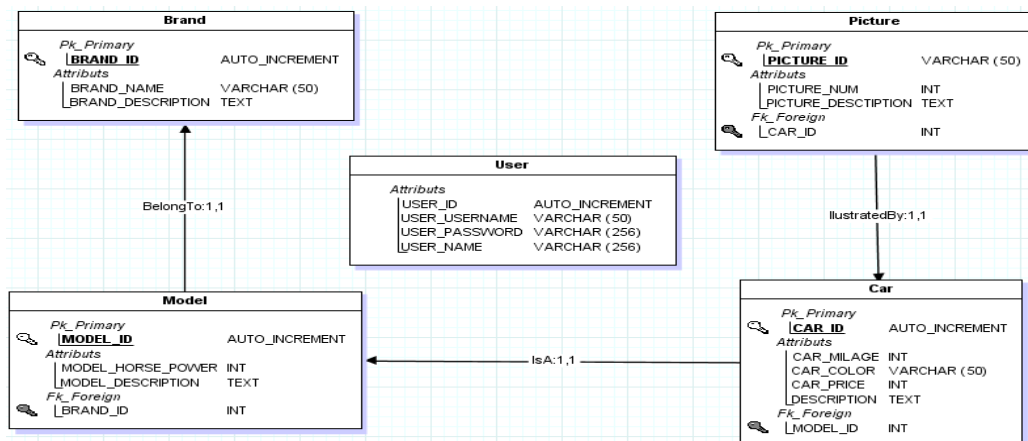 Brand
Pk_Primary
BRAND_ID AUTO_INCREMENT
Attributs
BRAND_NAME VARCHAR (50)
BRAND_DESCRIPTION TEXT
Picture
Pk_Primary
PICTURE_ID VARCHAR (50)
Attributs
PICTURE_NUM INT
PICTURE_DESCTIPTION TEXT
Fk_Foreign
CAR_ID INT
User
Attributs
USER_ID AUTO_INCREMENT
USER_USERNAME VARCHAR (50)
USER_PASSWORD VARCHAR (256)
USER_NAME VARCHAR (256)
BelongTo:1,1
IlustratedBy:1,1
Model
Pk_Primary
MODEL_ID AUTO_INCREMENT
Attributs
MODEL_HORSE_POWER INT
MODEL_DESCRIPTION TEXT
Fk_Foreign
BRAND_ID INT
IsA:1,1
Car
Pk_Primary
CAR_ID AUTO_INCREMENT
Attributs
CAR_MILAGE INT
CAR_COLOR VARCHAR (50)
CAR_PRICE INT
DESCRIPTION TEXT
Fk_Foreign
MODEL_ID INT